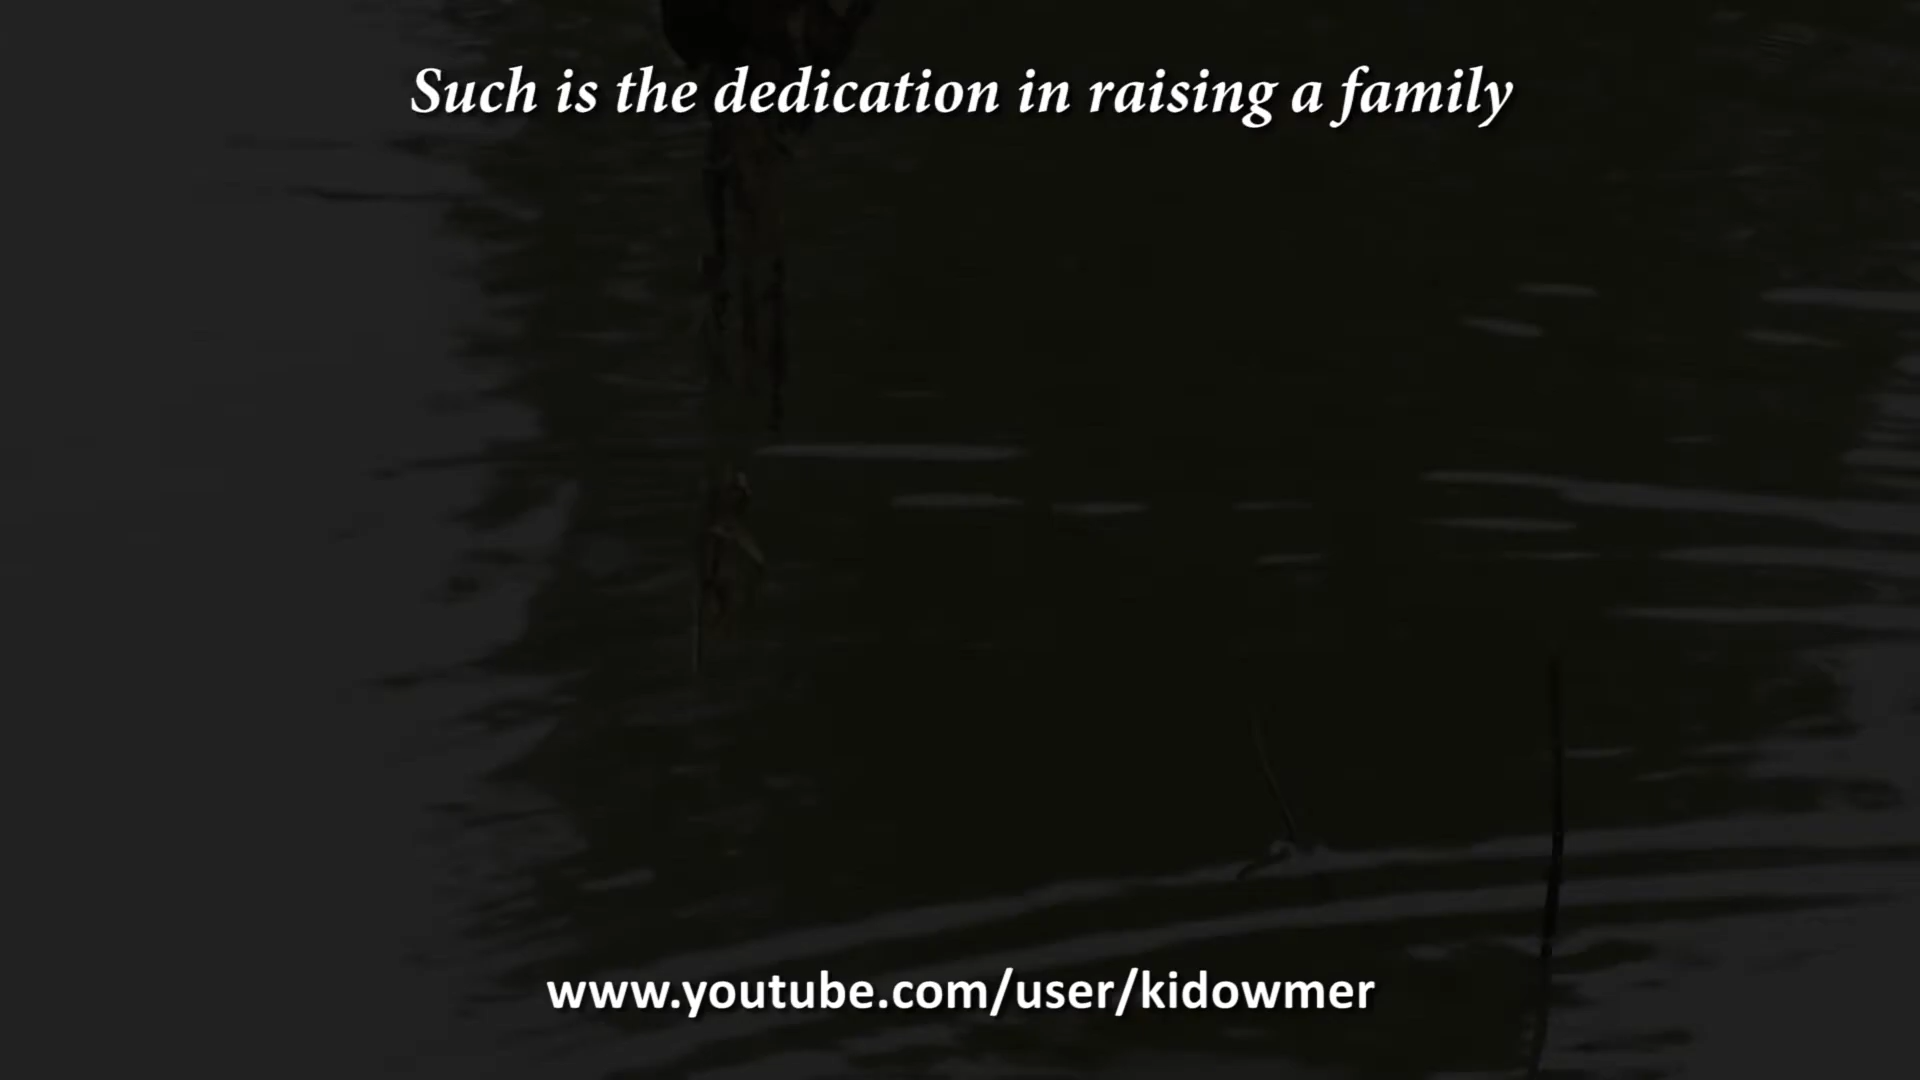 Such is the dedication in raising a family
www.youtube.com/user/kidowmer